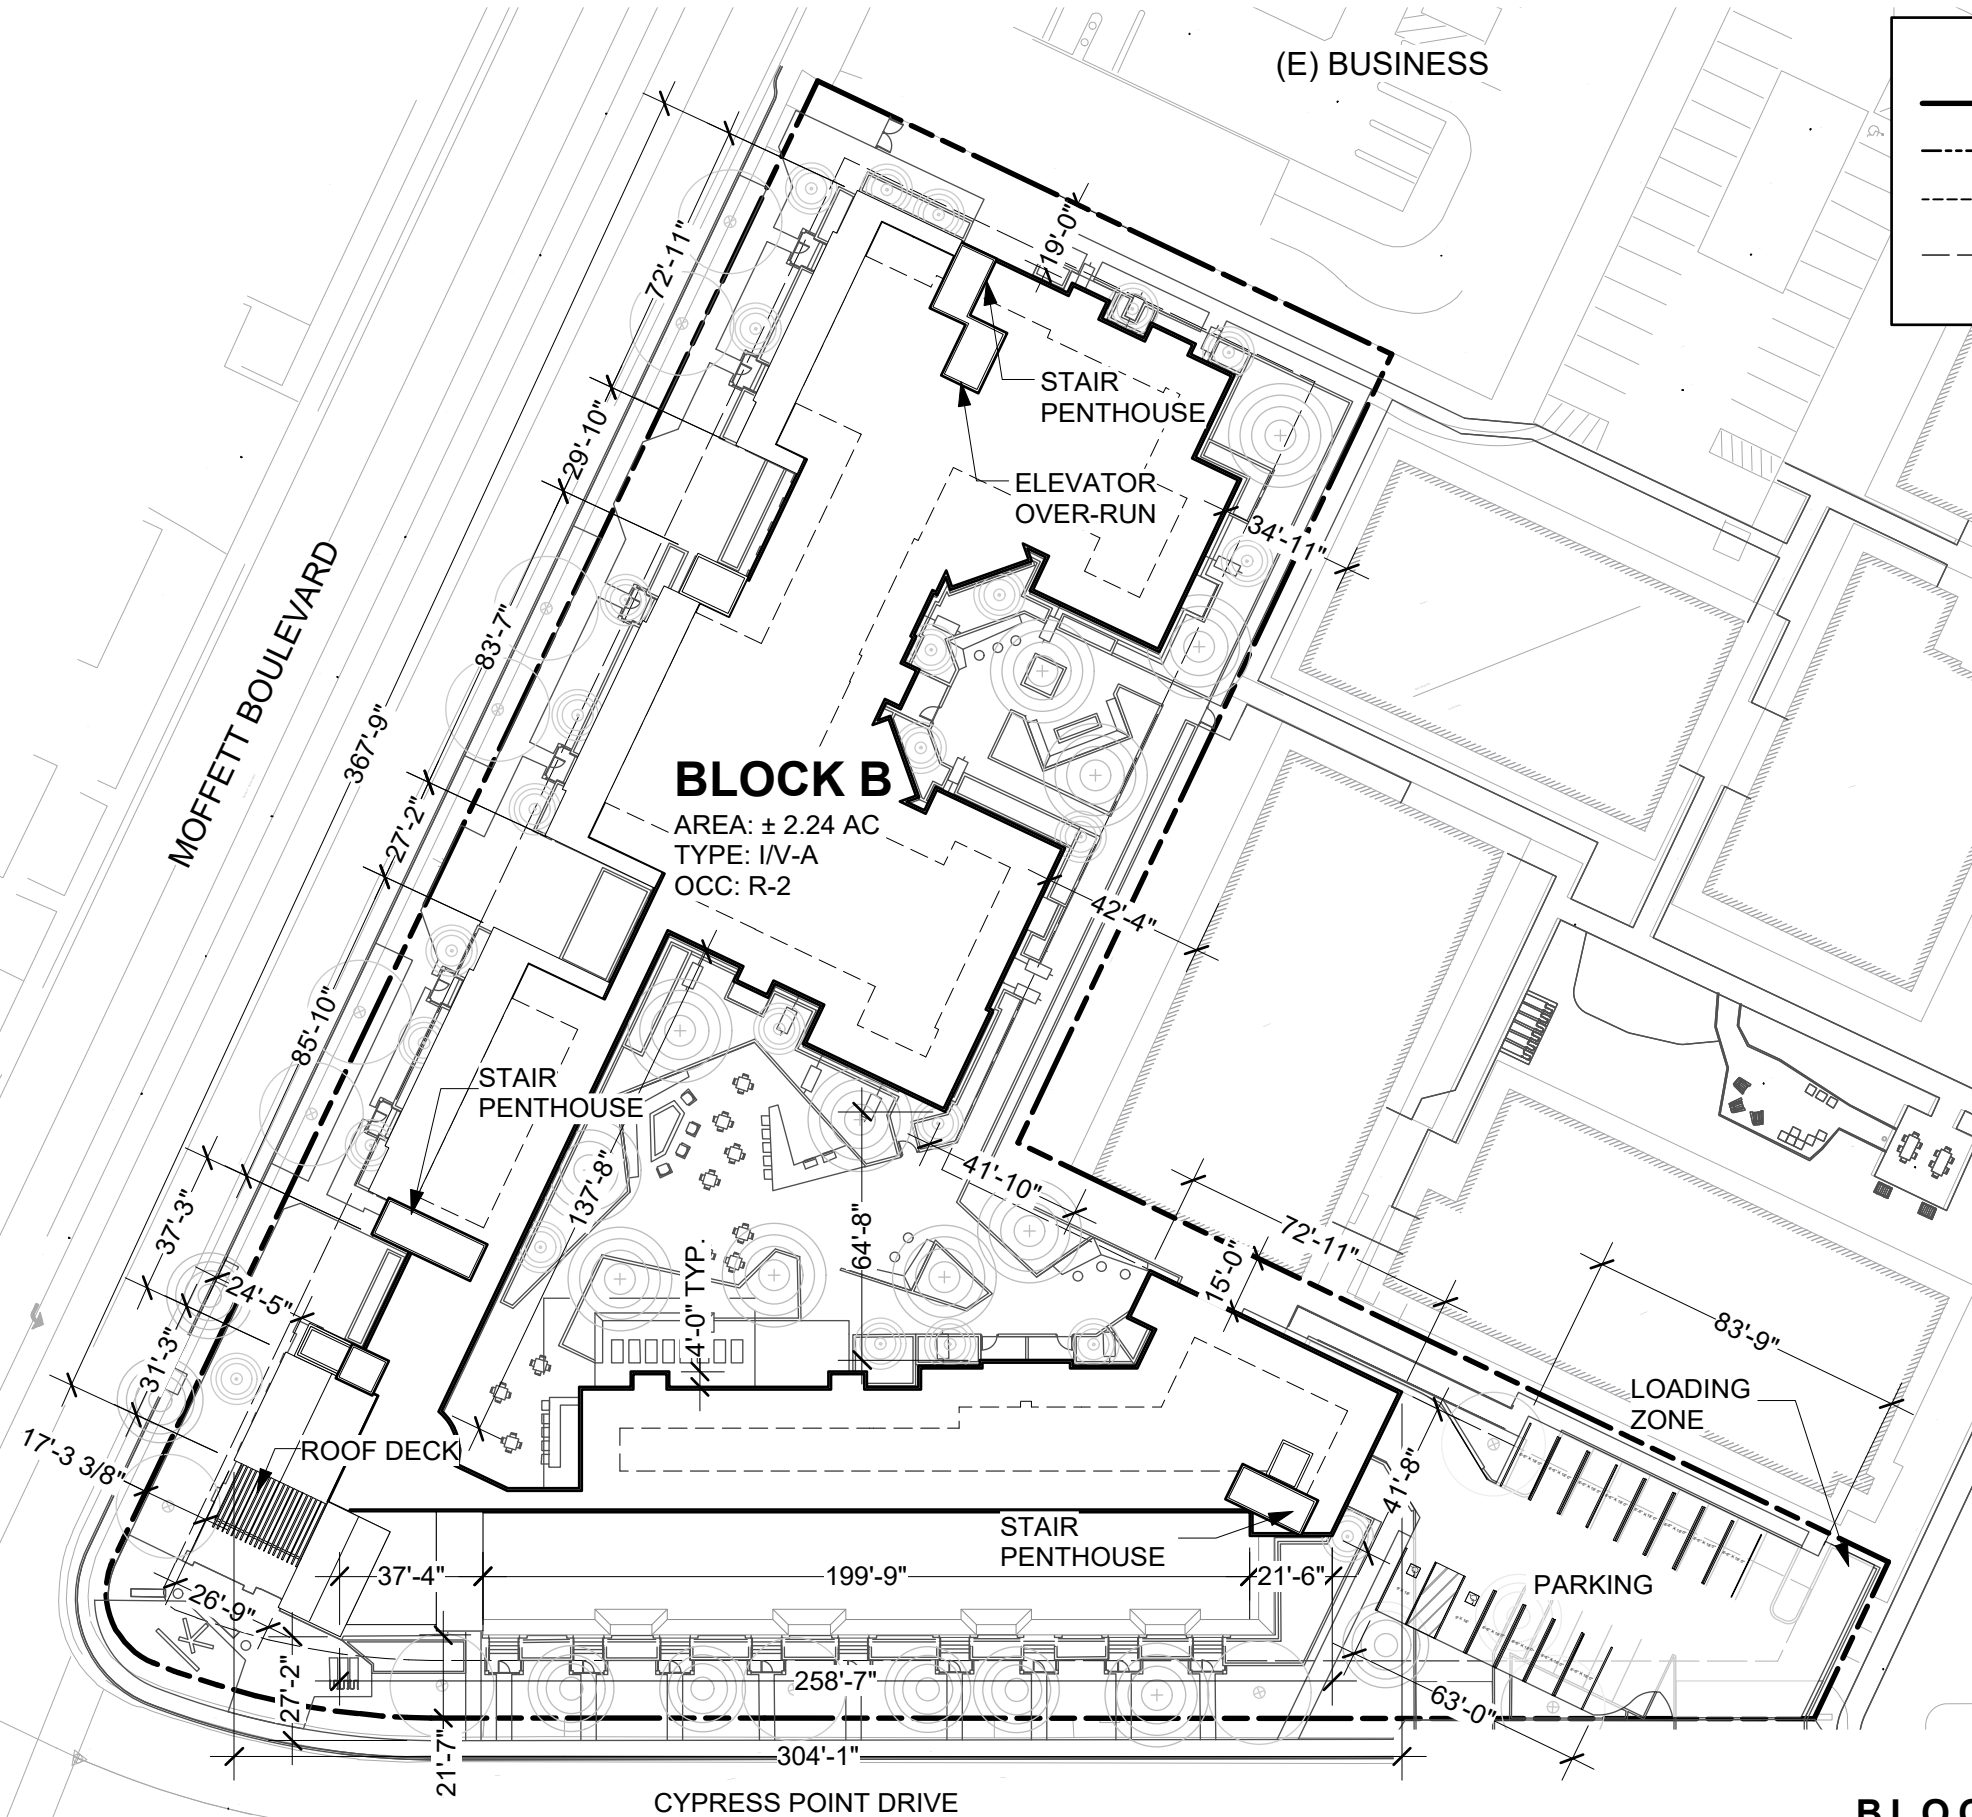 (E) BUSINESS
19'-0"
72'-11"
STAIR
PENTHOUSE
29'-10"
ELEVATOR
OVER-RUN
34'-11"
MOFFETT BOULEVARD
83'-7"
367'-9"
BLOCK B
AREA: ± 2.24 AC
TYPE: I/V-A
OCC: R-2
27'-2"
42'-4"
85'-10"
STAIR
PENTHOUSE
137'-8"
41'-10"
37'-3"
64'-8"
72'-11"
15'-0"
24'-5"
4'-0" TYP.
83'-9"
31'-3"
LOADING
ZONE
17'-3 3/8"
ROOF DECK
41'-8"
STAIR
PENTHOUSE
37'-4"
199'-9"
21'-6"
PARKING
26'-9"
27'-2"
258'-7"
63'-0"
21'-7"
304'-1"
CYPRESS POINT DRIVE